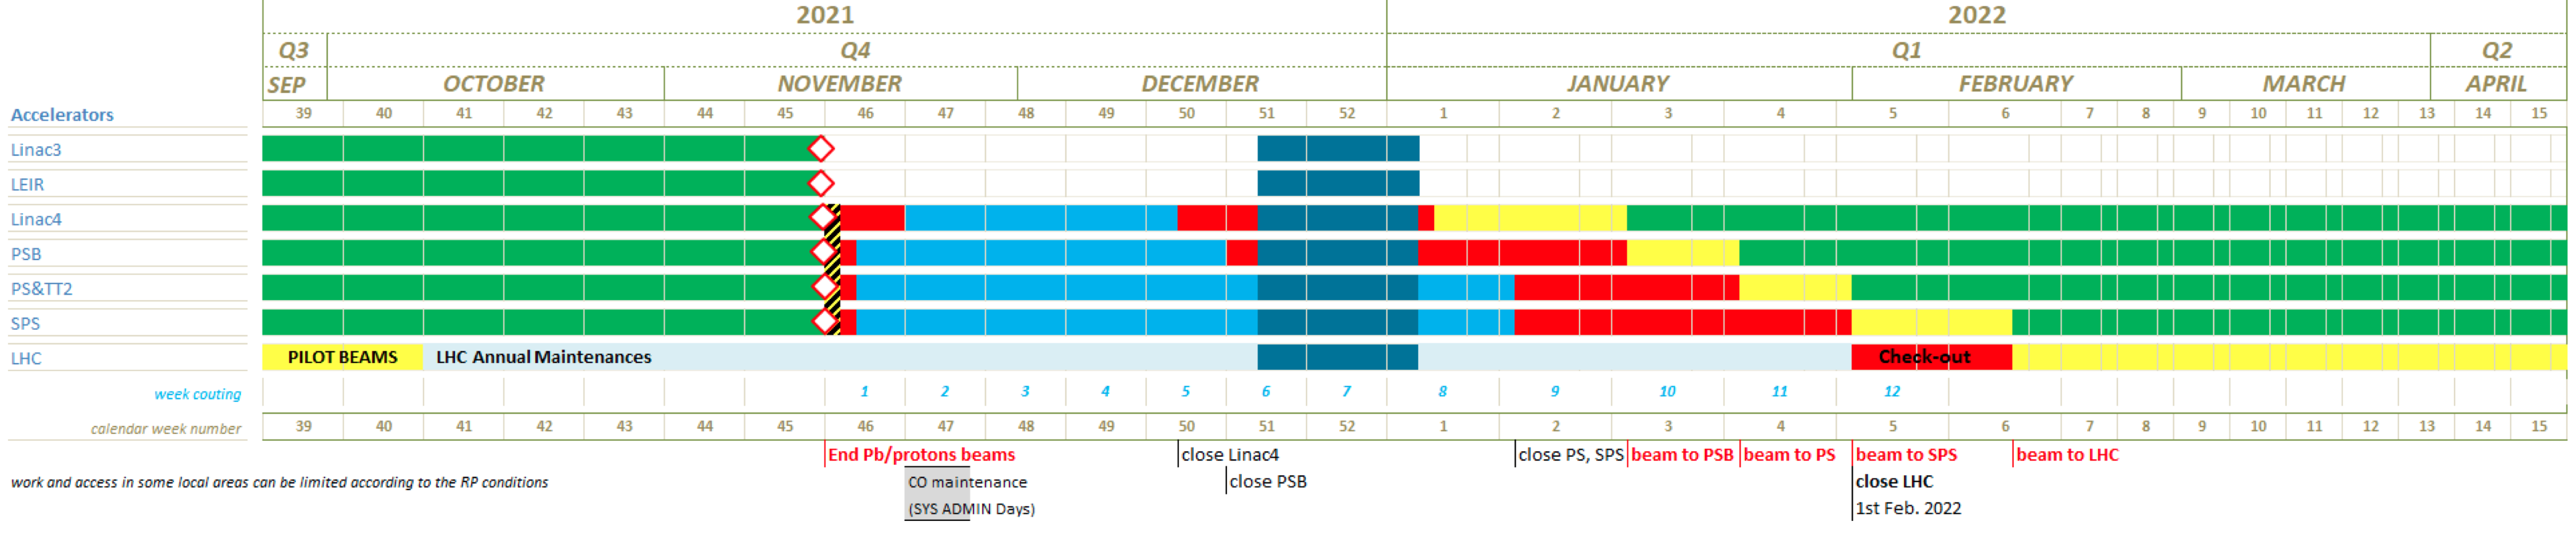 2021 2022
Q3 Q4 Q1 Q2
SEP OCTOBER NOVEMBER DECEMBER JANUARY FEBRUARY MARCH APRIL
Accelerators 39 40 41 42 43 44 45 46 47 48 49 50 51 52 1 2 3 4 5 6 7 8 9 10 11 12 13 14 15
Linac3
LEIR
Linac4
PSB
PS&TT2
SPS
LHC PILOT BEAMS LHC Annual Maintenances Check-out
week couting 1 2 3 4 5 6 7 8 9 10 11 12
calendar week number 39 40 41 42 43 44 45 46 47 48 49 50 51 52 1 2 3 4 5 6 7 8 9 10 11 12 13 14 15
End Pb/protons beams close Linac4 close PS, SPS beam to PSB beam to PS beam to SPS beam to LHC
work and access in some local areas can be limited according to the RP conditions CO maintenance close PSB close LHC
(SYS ADMIN Days) 1st Feb. 2022